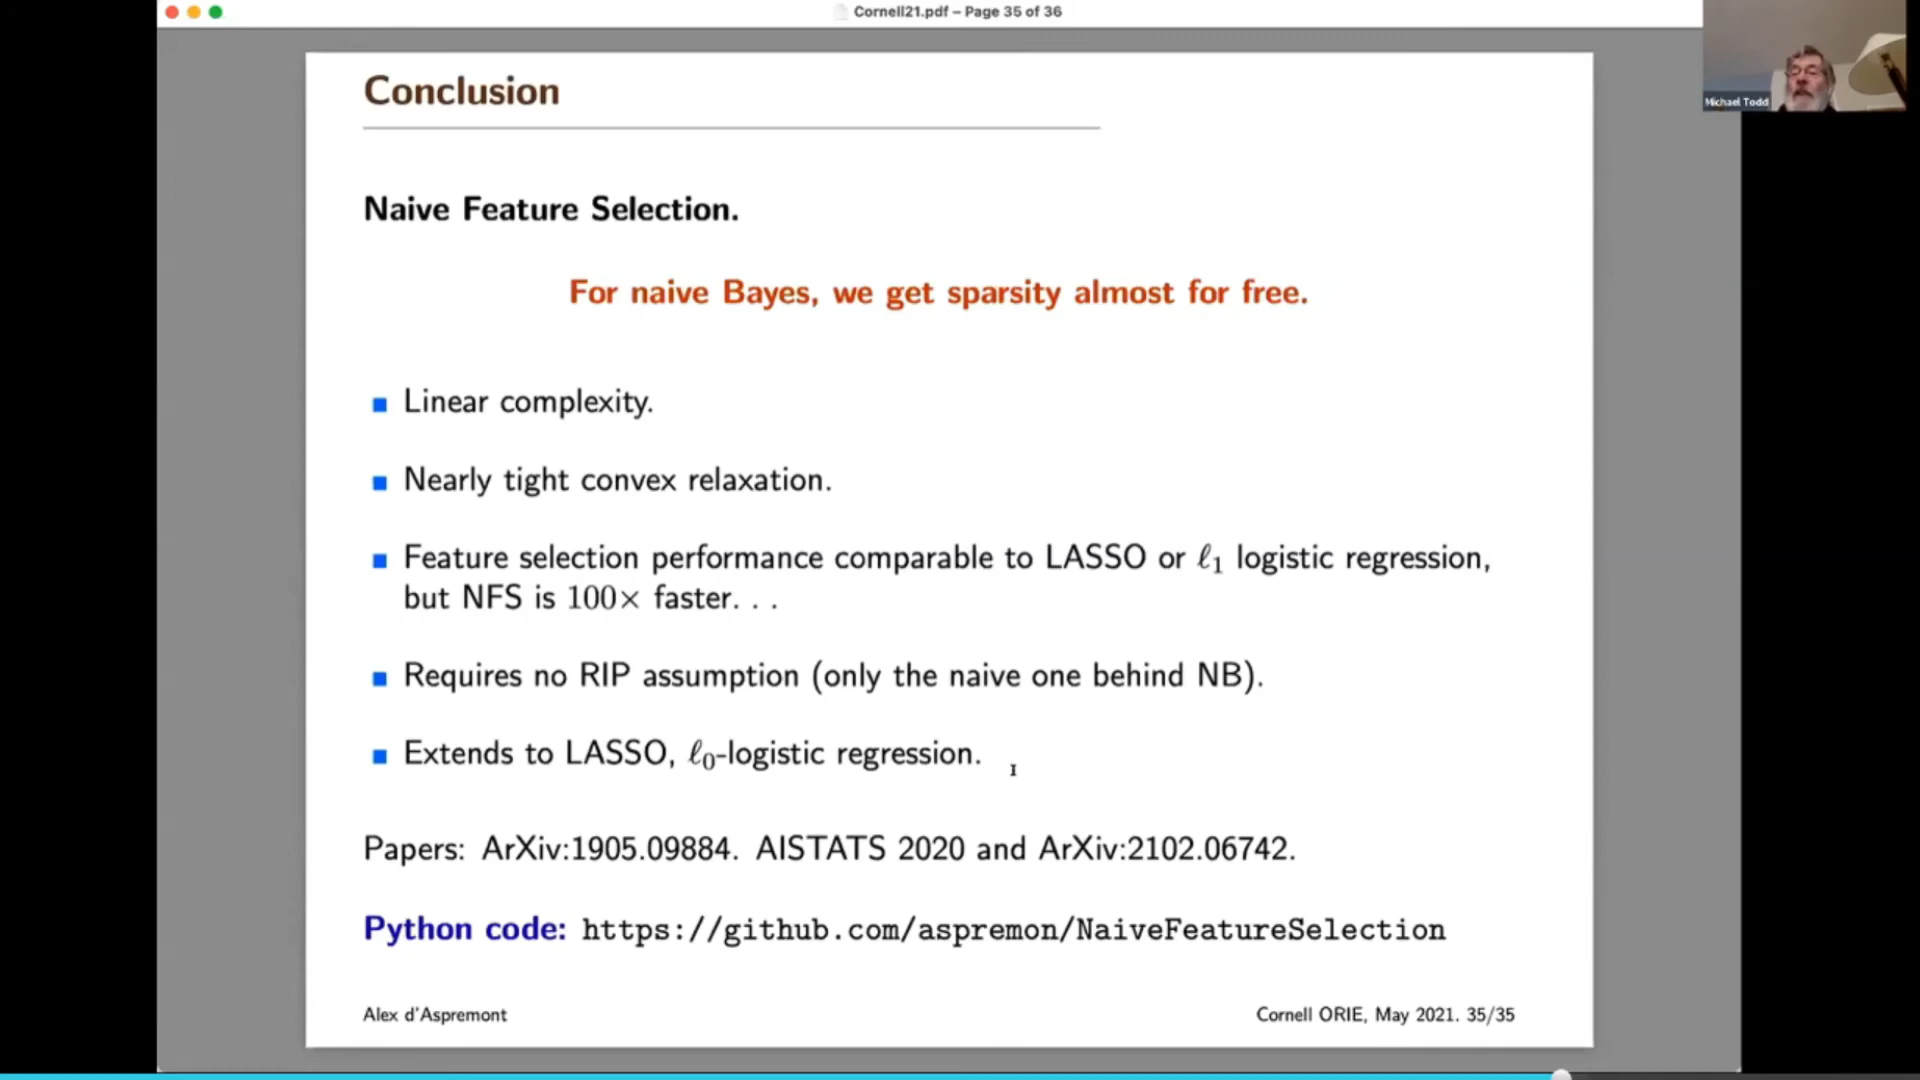 Cornell21.pdf – Page 35 of 36
Michael Todd
Conclusion
Naive Feature Selection.
For naive Bayes, we get sparsity almost for free.
Linear complexity.
Nearly tight convex relaxation.
Feature selection performance comparable to LASSO or ℓ₁ logistic regression,
but NFS is 100× faster. . .
Requires no RIP assumption (only the naive one behind NB).
Extends to LASSO, ℓ₀-logistic regression.
Papers: ArXiv:1905.09884. AISTATS 2020 and ArXiv:2102.06742.
Python code: https://github.com/aspremon/NaiveFeatureSelection
Alex d'Aspremont
Cornell ORIE, May 2021. 35/35